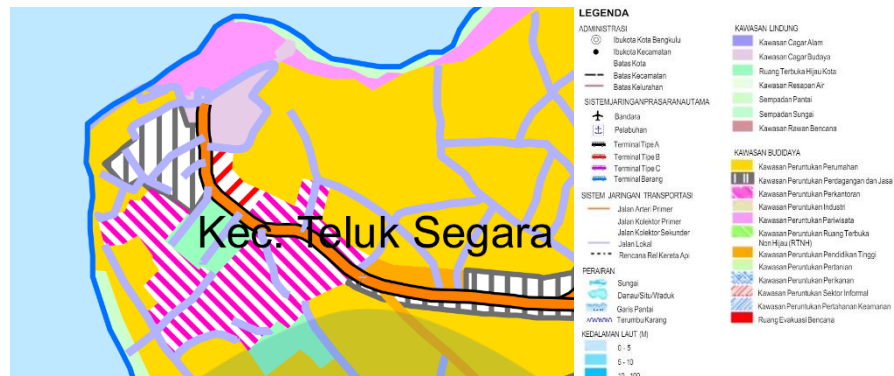 Kec. Teluk Segara
LEGENDA
ADMINISTRASI
Ibukota Kota Bengkulu
Ibukota Kecamatan
Batas Kota
Batas Kecamatan
Batas Kelurahan
SISTEMJARINGANPRASARANAUTAMA
Bandara
Pelabuhan
Terminal Tipe A
Terminal Tipe B
Terminal Tipe C
Terminal Barang
SISTEM JARINGAN TRANSPORTASI
Jalan Arteri Primer
Jalan Kolektor Primer
Jalan Kolektor Sekunder
Jalan Lokal
Rencana Rel Kereta Api
PERAIRAN
Sungai
Danau/Situ/Waduk
Garis Pantai
Terumbu Karang
KEDALAMAN LAUT (M)
0 - 5
5 - 10
10 - 100
KAWASAN LINDUNG
Kawasan Cagar Alam
Kawasan Cagar Budaya
Ruang Terbuka Hijau Kota
Kawasan Resapan Air
Sempadan Pantai
Sempadan Sungai
Kawasan Rawan Bencana
KAWASAN BUDIDAYA
Kawasan Peruntukan Perumahan
Kawasan Peruntukan Perdagangan dan Jasa
Kawasan Peruntukan Perkantoran
Kawasan Peruntukan Industri
Kawasan Peruntukan Pariwisata
Kawasan Peruntukan Ruang Terbuka
Non Hijau (RTNH)
Kawasan Peruntukan Pendidikan Tinggi
Kawasan Peruntukan Pertanian
Kawasan Peruntukan Perikanan
Kawasan Peruntukan Sektor Informal
Kawasan Peruntukan Pertahanan Keamanan
Ruang Evakuasi Bencana